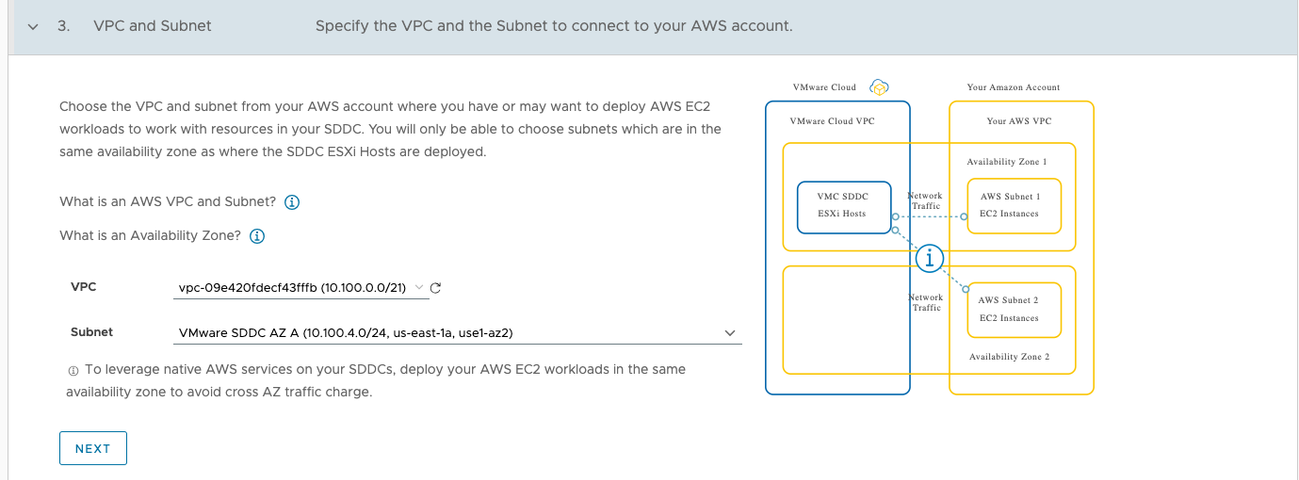 3. VPC and Subnet Specify the VPC and the Subnet to connect to your AWS account.
Choose the VPC and subnet from your AWS account where you have or may want to deploy AWS EC2
workloads to work with resources in your SDDC. You will only be able to choose subnets which are in the
same availability zone as where the SDDC ESXi Hosts are deployed.
What is an AWS VPC and Subnet?
What is an Availability Zone?
VPC vpc-09e420fdecf43fffb (10.100.0.0/21)
Subnet VMware SDDC AZ A (10.100.4.0/24, us-east-1a, use1-az2)
To leverage native AWS services on your SDDCs, deploy your AWS EC2 workloads in the same
availability zone to avoid cross AZ traffic charge.
NEXT
VMware Cloud
Your Amazon Account
VMware Cloud VPC
Your AWS VPC
Availability Zone 1
VMC SDDC
ESXi Hosts
Network
Traffic
AWS Subnet 1
EC2 Instances
Network
Traffic
AWS Subnet 2
EC2 Instances
Availability Zone 2